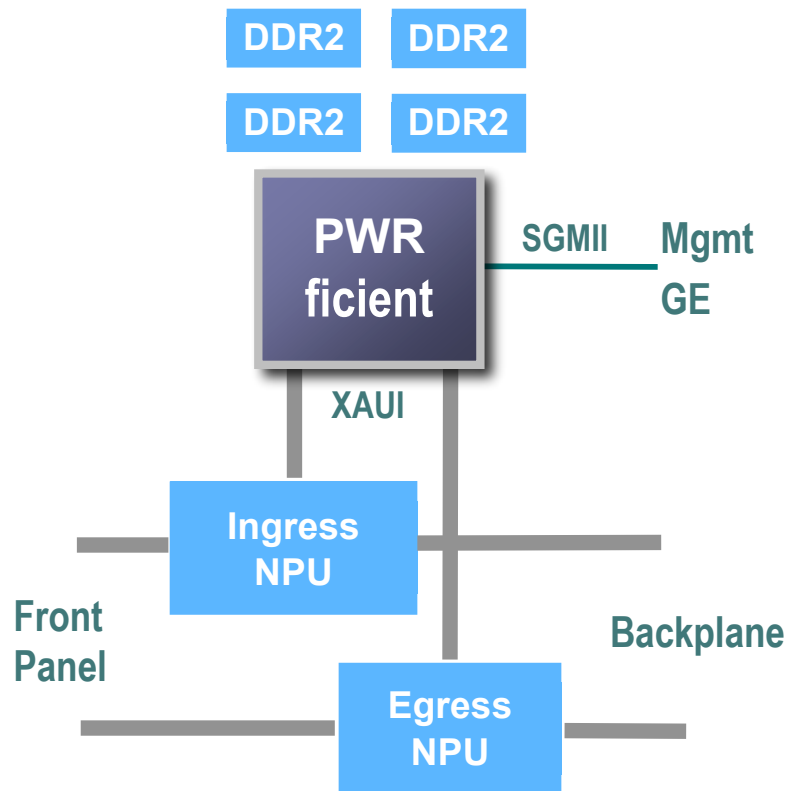 DDR2 DDR2
DDR2 DDR2
PWR
ficient
SGMII
Mgmt
GE
XAUI
Ingress
NPU
Front
Panel
Backplane
Egress
NPU